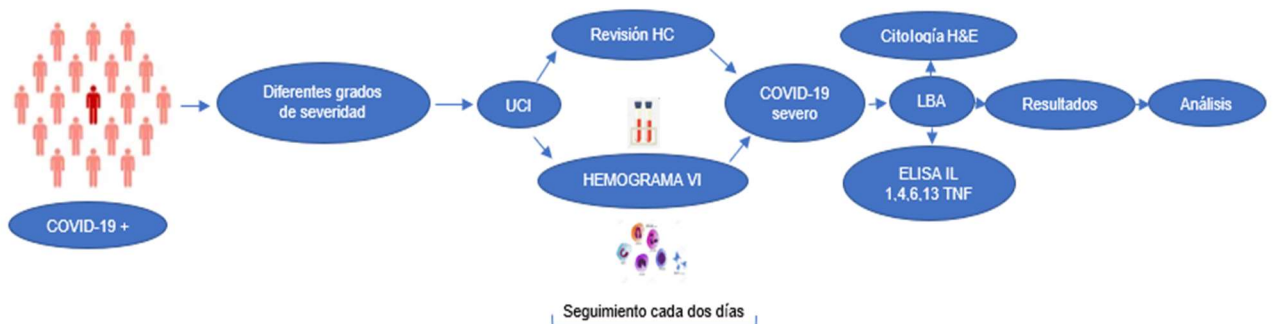 COVID-19 +
Diferentes grados
de severidad
UCI
Revisión HC
HEMOGRAMA VI
Seguimiento cada dos días
COVID-19
severo
Citología H&E
LBA
ELISA IL
1,4,6,13 TNF
Resultados
Análisis